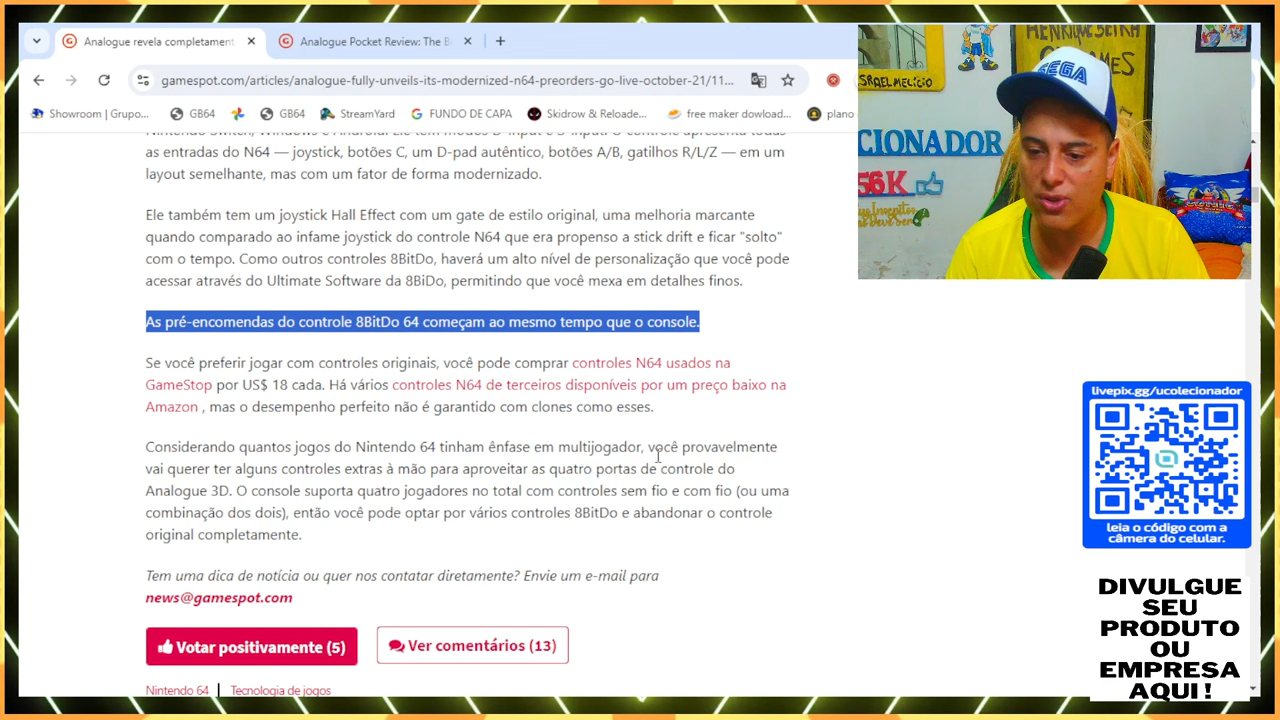 Analogue revela completament
Analogue Pocket Review: The B
gamespot.com/articles/analogue-fully-unveils-its-modernized-n64-preorders-go-live-october-21/11...
Showroom | Grupo...
GB64
GB64
StreamYard
FUNDO DE CAPA
Skidrow & Reloade...
free maker dowload...
plano
as entradas do N64 — joystick, botões C, um D-pad autêntico, botões A/B, gatilhos R/L/Z — em um
layout semelhante, mas com um fator de forma modernizado.
Ele também tem um joystick Hall Effect com um gate de estilo original, uma melhoria marcante
quando comparado ao infame joystick do controle N64 que era propenso a stick drift e ficar "solto"
com o tempo. Como outros controles 8BitDo, haverá um alto nível de personalização que você pode
acessar através do Ultimate Software da 8BiDo, permitindo que você mexa em detalhes finos.
As pré-encomendas do controle 8BitDo 64 começam ao mesmo tempo que o console.
Se você preferir jogar com controles originais, você pode comprar controles N64 usados na
GameStop por US$ 18 cada. Há vários controles N64 de terceiros disponíveis por um preço baixo na
Amazon , mas o desempenho perfeito não é garantido com clones como esses.
Considerando quantos jogos do Nintendo 64 tinham ênfase em multijogador, você provavelmente
vai querer ter alguns controles extras à mão para aproveitar as quatro portas de controle do
Analogue 3D. O console suporta quatro jogadores no total com controles sem fio e com fio (ou uma
combinação dos dois), então você pode optar por vários controles 8BitDo e abandonar o controle
original completamente.
Tem uma dica de notícia ou quer nos contatar diretamente? Envie um e-mail para
news@gamespot.com
Votar positivamente (5)
Ver comentários (13)
Nintendo 64
Tecnologia de jogos
SEGA
CIONADOR
56K
livepix.gg/ucolecionador
leia o código com a
câmera do celular.
DIVULGUE
SEU
PRODUTO
OU
EMPRESA
AQUI!